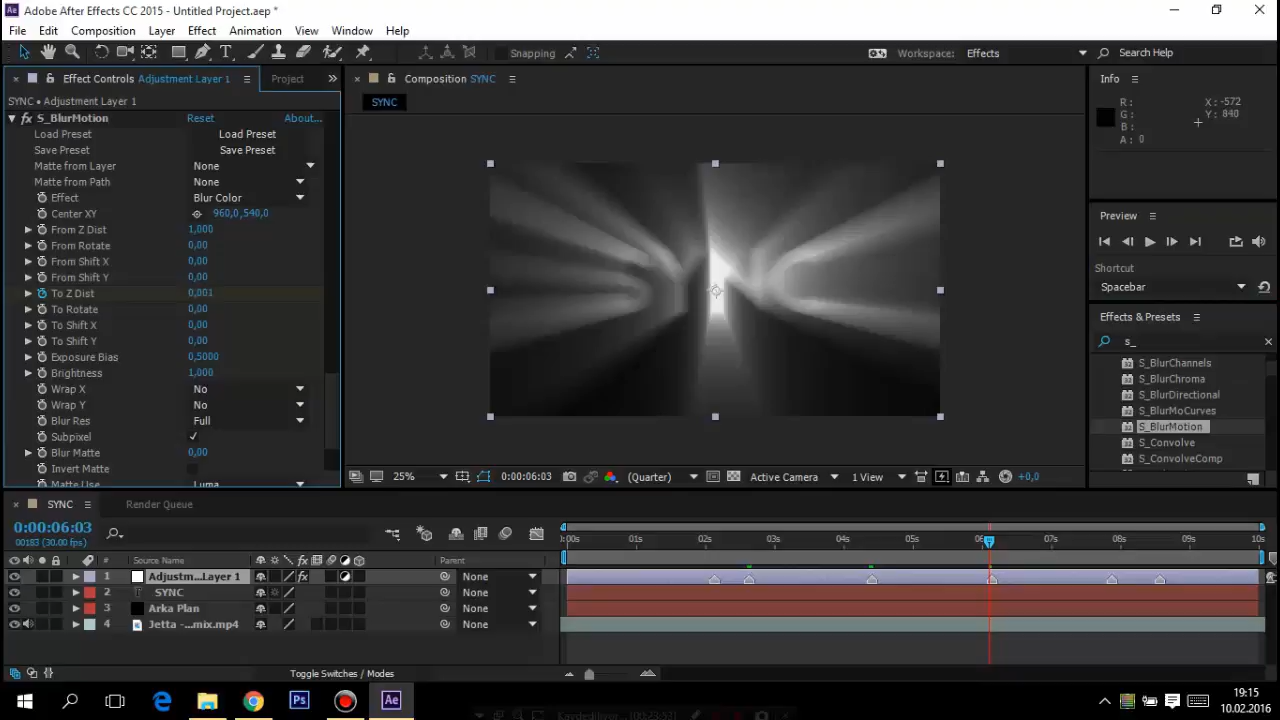 Adobe After Effects CC 2015 - Untitled Project.aep *
File Edit Composition Layer Effect Animation View Window Help
Snapping
Workspace: Effects
Search Help
Effect Controls Adjustment Layer 1
Project
Composition SYNC
Info
SYNC • Adjustment Layer 1
SYNC
R:
G:
B:
A: 0
X: -572
Y: 840
S_BlurMotion Reset About...
Load Preset Load Preset
Save Preset Save Preset
Matte from Layer None
Matte from Path None
Effect Blur Color
Center XY 960,0,540,0
From Z Dist 1,000
From Rotate 0,00
From Shift X 0,00
From Shift Y 0,00
To Z Dist 0,001
To Rotate 0,00
To Shift X 0,00
To Shift Y 0,00
Exposure Bias 0,5000
Brightness 1,000
Wrap X No
Wrap Y No
Blur Res Full
Subpixel
Blur Matte 0,00
Invert Matte
Matte Use Luma
Preview
Shortcut
Spacebar
Effects & Presets
s_
S_BlurChannels
S_BlurChroma
S_BlurDirectional
S_BlurMoCurves
S_BlurMotion
S_Convolve
S_ConvolveComp
25% 0:00:06:03 (Quarter) Active Camera 1 View +0,0
SYNC Render Queue
0:00:06:03
00183 (30.00 fps)
01s 02s 03s 04s 07s 08s 09s 10s
# Source Name Parent
1 Adjustm...Layer 1 None
2 T SYNC None
3 Arka Plan None
4 Jetta -...mix.mp4 None
Toggle Switches / Modes
Ps Ae
19:15
10.02.2016